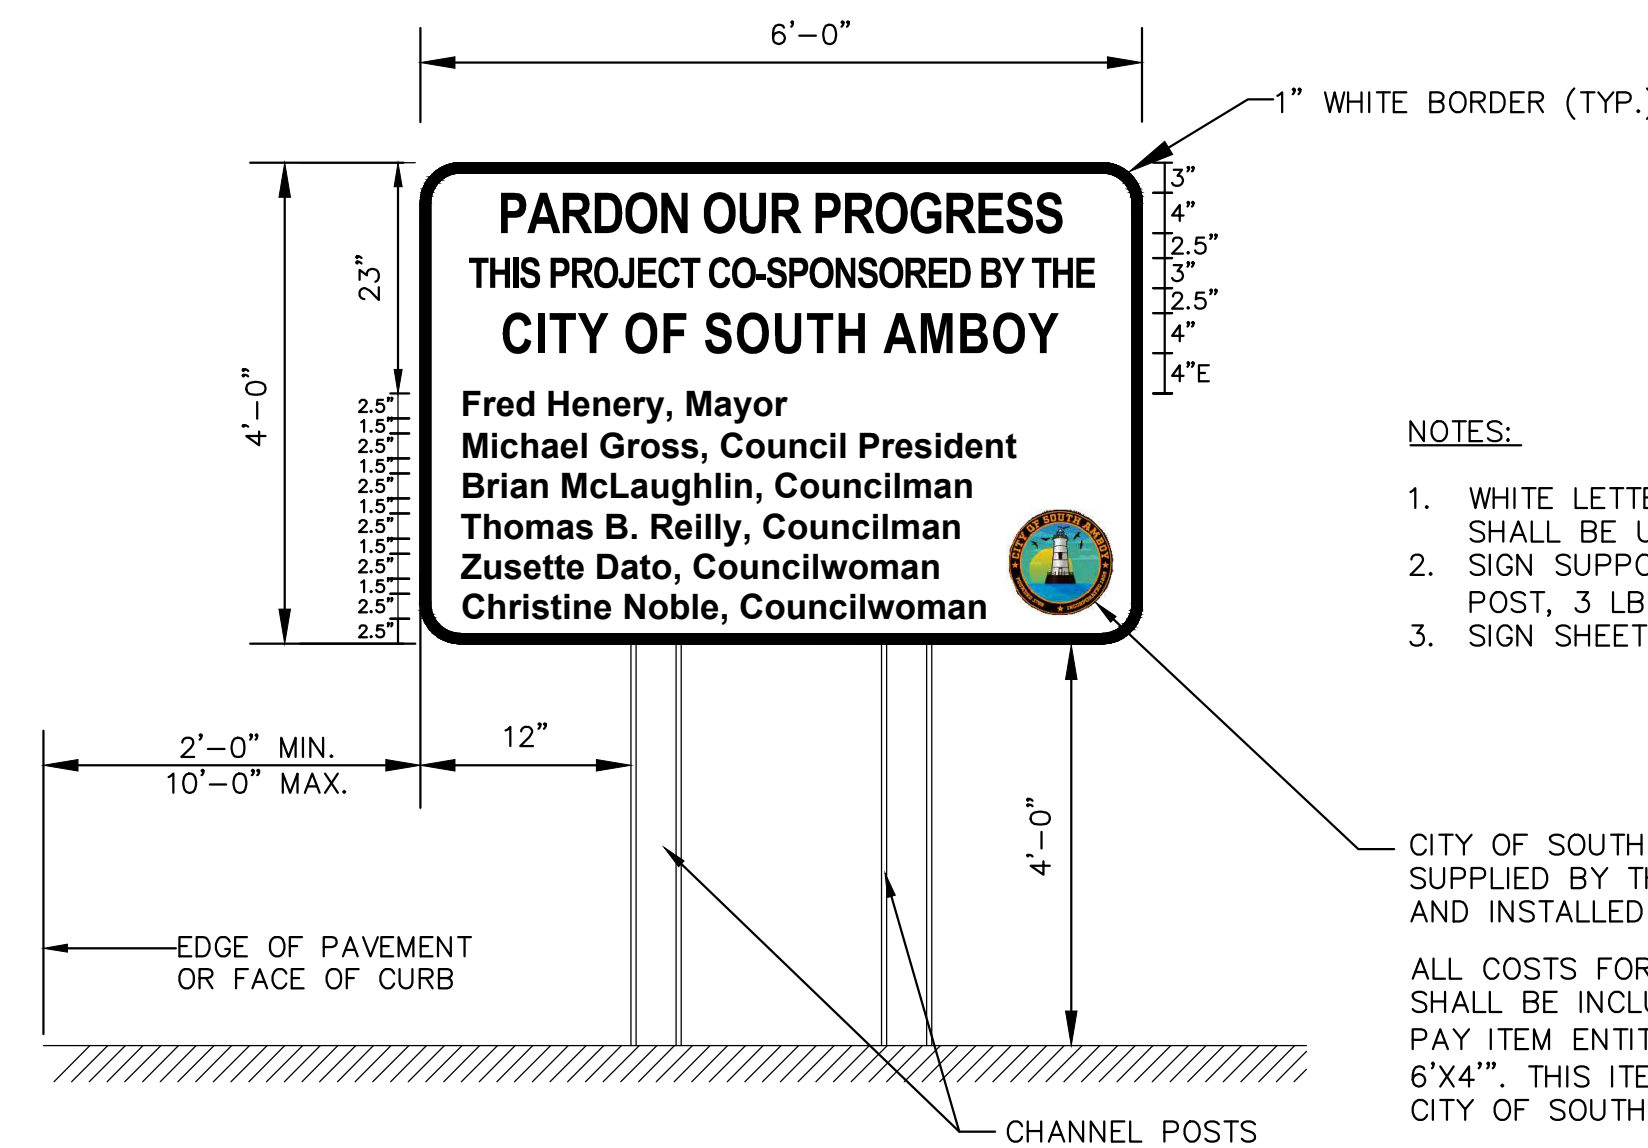 6'-0"
1" WHITE BORDER (TYP.)
PARDON OUR PROGRESS
THIS PROJECT CO-SPONSORED BY THE
CITY OF SOUTH AMBOY
Fred Henery, Mayor
Michael Gross, Council President
Brian McLaughlin, Councilman
Thomas B. Reilly, Councilman
Zusette Dato, Councilwoman
Christine Noble, Councilwoman
CITY OF SOUTH AMBOY
3"
4"
2.5"
3"
2.5"
4"
4"E
4'-0"
23"
2.5"
1.5"
2.5"
1.5"
2.5"
1.5"
2.5"
1.5"
2.5"
1.5"
2.5"
2.5"
NOTES:
1. WHITE LETTE
SHALL BE U
2. SIGN SUPPO
POST, 3 LB
3. SIGN SHEET
2'-0" MIN.
10'-0" MAX.
12"
4'-0"
EDGE OF PAVEMENT
OR FACE OF CURB
CITY OF SOUTH
SUPPLIED BY TH
AND INSTALLED
ALL COSTS FOR
SHALL BE INCLU
PAY ITEM ENTIT
6'X4'". THIS ITE
CITY OF SOUTH
CHANNEL POSTS